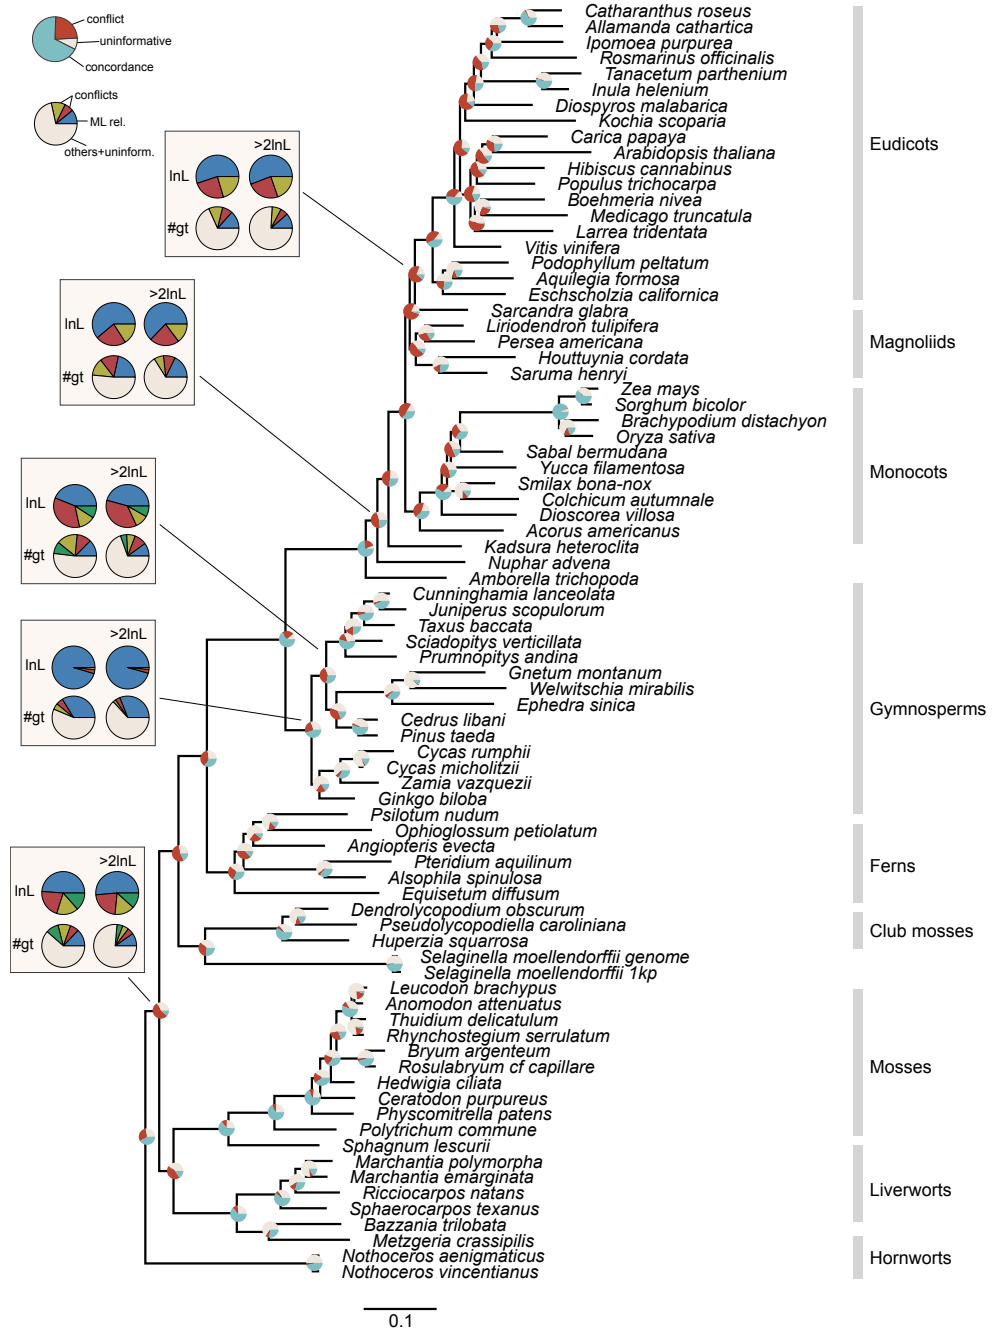 conflict
uninformative
concordance
conflicts
ML rel.
others+uninform.
>2lnL
lnL
#gt
>2lnL
lnL
#gt
>2lnL
lnL
#gt
>2lnL
lnL
#gt
>2lnL
lnL
#gt
Catharanthus roseus
Allamanda cathartica
Ipomoea purpurea
Rosmarinus officinalis
Tanacetum parthenium
Inula helenium
Diospyros malabarica
Kochia scoparia
Carica papaya
Arabidopsis thaliana
Hibiscus cannabinus
Populus trichocarpa
Boehmeria nivea
Medicago truncatula
Larrea tridentata
Vitis vinifera
Podophyllum peltatum
Aquilegia formosa
Eschscholzia californica
Sarcandra glabra
Liriodendron tulipifera
Persea americana
Houttuynia cordata
Saruma henryi
Zea mays
Sorghum bicolor
Brachypodium distachyon
Oryza sativa
Sabal bermudana
Yucca filamentosa
Smilax bona-nox
Colchicum autumnale
Dioscorea villosa
Acorus americanus
Kadsura heteroclita
Nuphar advena
Amborella trichopoda
Cunninghamia lanceolata
Juniperus scopulorum
Taxus baccata
Sciadopitys verticillata
Prumnopitys andina
Gnetum montanum
Welwitschia mirabilis
Ephedra sinica
Cedrus libani
Pinus taeda
Cycas rumphii
Cycas micholitzii
Zamia vazquezii
Ginkgo biloba
Psilotum nudum
Ophioglossum petiolatum
Angiopteris evecta
Pteridium aquilinum
Alsophila spinulosa
Equisetum diffusum
Dendrolycopodium obscurum
Pseudolycopodiella caroliniana
Huperzia squarrosa
Selaginella moellendorffii genome
Selaginella moellendorffii 1kp
Leucodon brachypus
Anomodon attenuatus
Thuidium delicatulum
Rhynchostegium serrulatum
Bryum argenteum
Rosulabryum cf capillare
Hedwigia ciliata
Ceratodon purpureus
Physcomitrella patens
Polytrichum commune
Sphagnum lescurii
Marchantia polymorpha
Marchantia emarginata
Ricciocarpos natans
Sphaerocarpos texanus
Bazzania trilobata
Metzgeria crassipilis
Nothoceros aenigmaticus
Nothoceros vincentianus
Eudicots
Magnoliids
Monocots
Gymnosperms
Ferns
Club mosses
Mosses
Liverworts
Hornworts
0.1